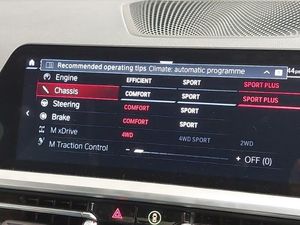 Recommended operating tips Climate: automatic programme
Engine EFFICIENT SPORT SPORT PLUS
Chassis COMFORT SPORT SPORT PLUS
Steering COMFORT SPORT
Brake COMFORT SPORT
M xDrive 4WD 4WD SPORT 2WD
M Traction Control - + OFF (0)